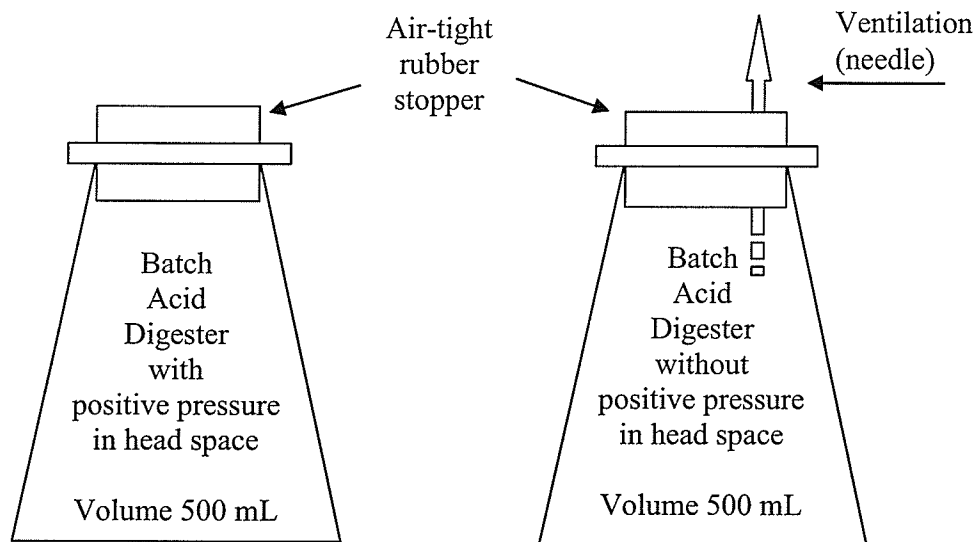 Air-tight
rubber
stopper
Ventilation
(needle)
Batch
Acid
Digester
with
positive pressure
in head space
Volume 500 mL
Batch
Acid
Digester
without
positive pressure
in head space
Volume 500 mL